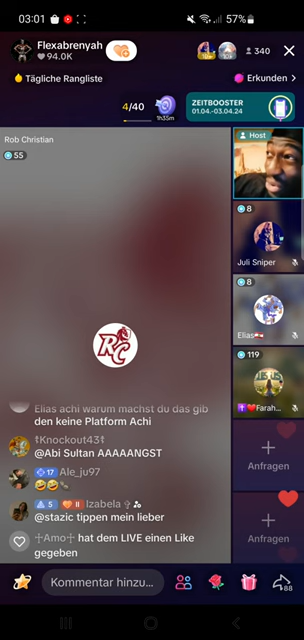 03:01
57%
Flexabrenyah
94.0K
340
Tägliche Rangliste
Erkunden >
4/40
1h35m
ZEITBOOSTER
01.04.-03.04.24
Rob Christian
55
Host
8
Juli Sniper
8
Elias
119
Farah...
RC
Elias achi warum machst du das gib
den keine Platform Achi
Knockout43
@Abi Sultan AAAAANGST
17 Ale_ju97
5 II Izabela
@stazic tippen mein lieber
Amo hat dem LIVE einen Like
gegeben
Anfragen
Anfragen
Kommentar hinzu...
88